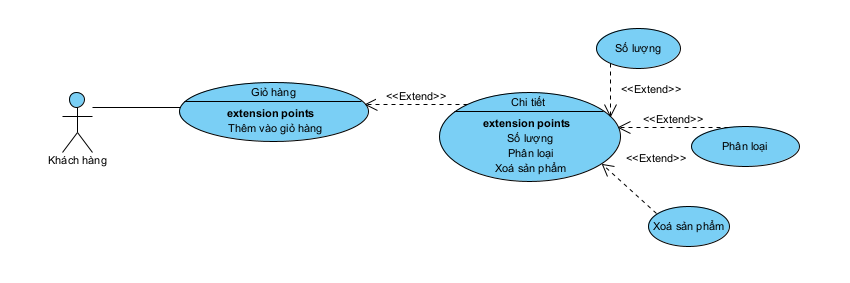 Số lượng
<<Extend>>
Giỏ hàng
extension points
Thêm vào giỏ hàng
<<Extend>>
Chi tiết
extension points
Số lượng
Phân loại
Xoá sản phẩm
<<Extend>>
Phân loại
<<Extend>>
Khách hàng
Xoá sản phẩm